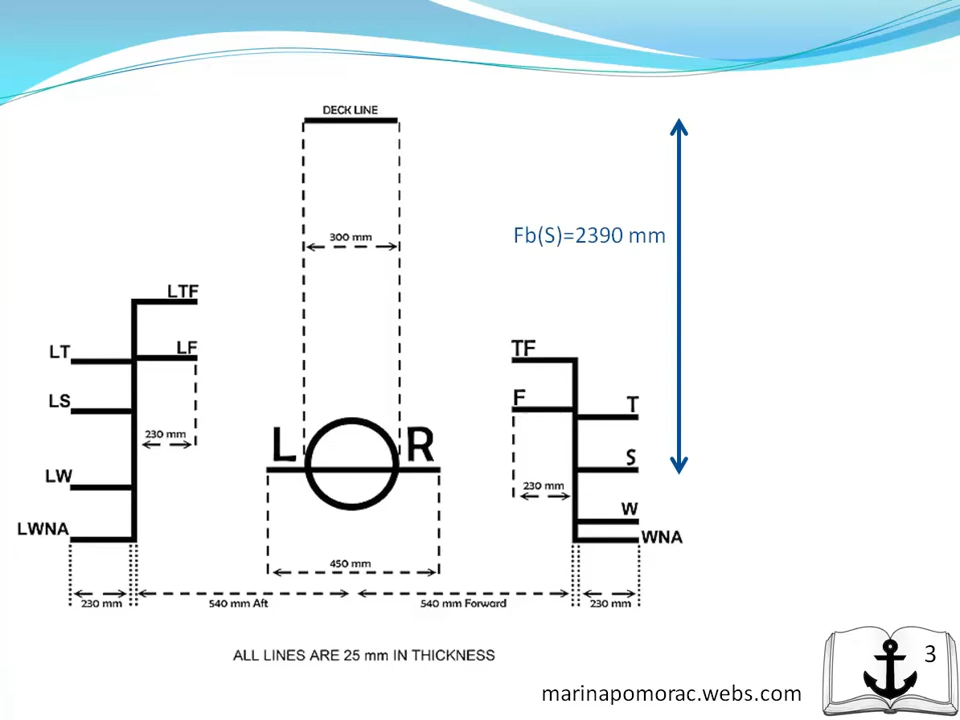 DECK LINE
300 mm
Fb(S)=2390 mm
LTF
LT
LF
LS
230 mm
LW
LWNA
L R
TF
F
T
S
230 mm
W
WNA
450 mm
230 mm
540 mm Aft
540 mm Forward
230 mm
ALL LINES ARE 25 mm IN THICKNESS
marinapomorac.webs.com
3